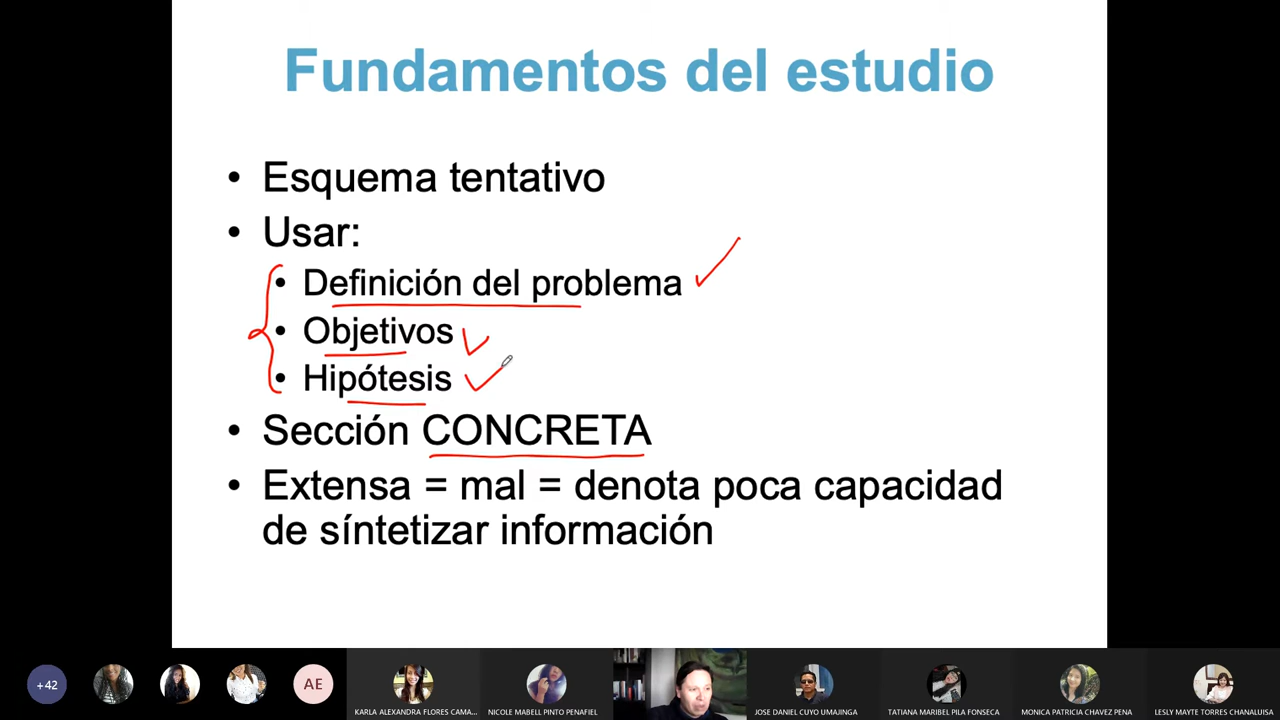 Fundamentos del estudio
• Esquema tentativo
• Usar:
• Definición del problema
• Objetivos
• Hipótesis
• Sección CONCRETA
• Extensa = mal = denota poca capacidad
de síntetizar información
+42
AE
KARLA ALEXANDRA FLORES CAMA...
NICOLE MABELL PINTO PENAFIEL
JOSE DANIEL CUYO UMAJINGA
TATIANA MARIBEL PILA FONSECA
MONICA PATRICIA CHAVEZ PENA
LESLY MAYTE TORRES CHANALUISA